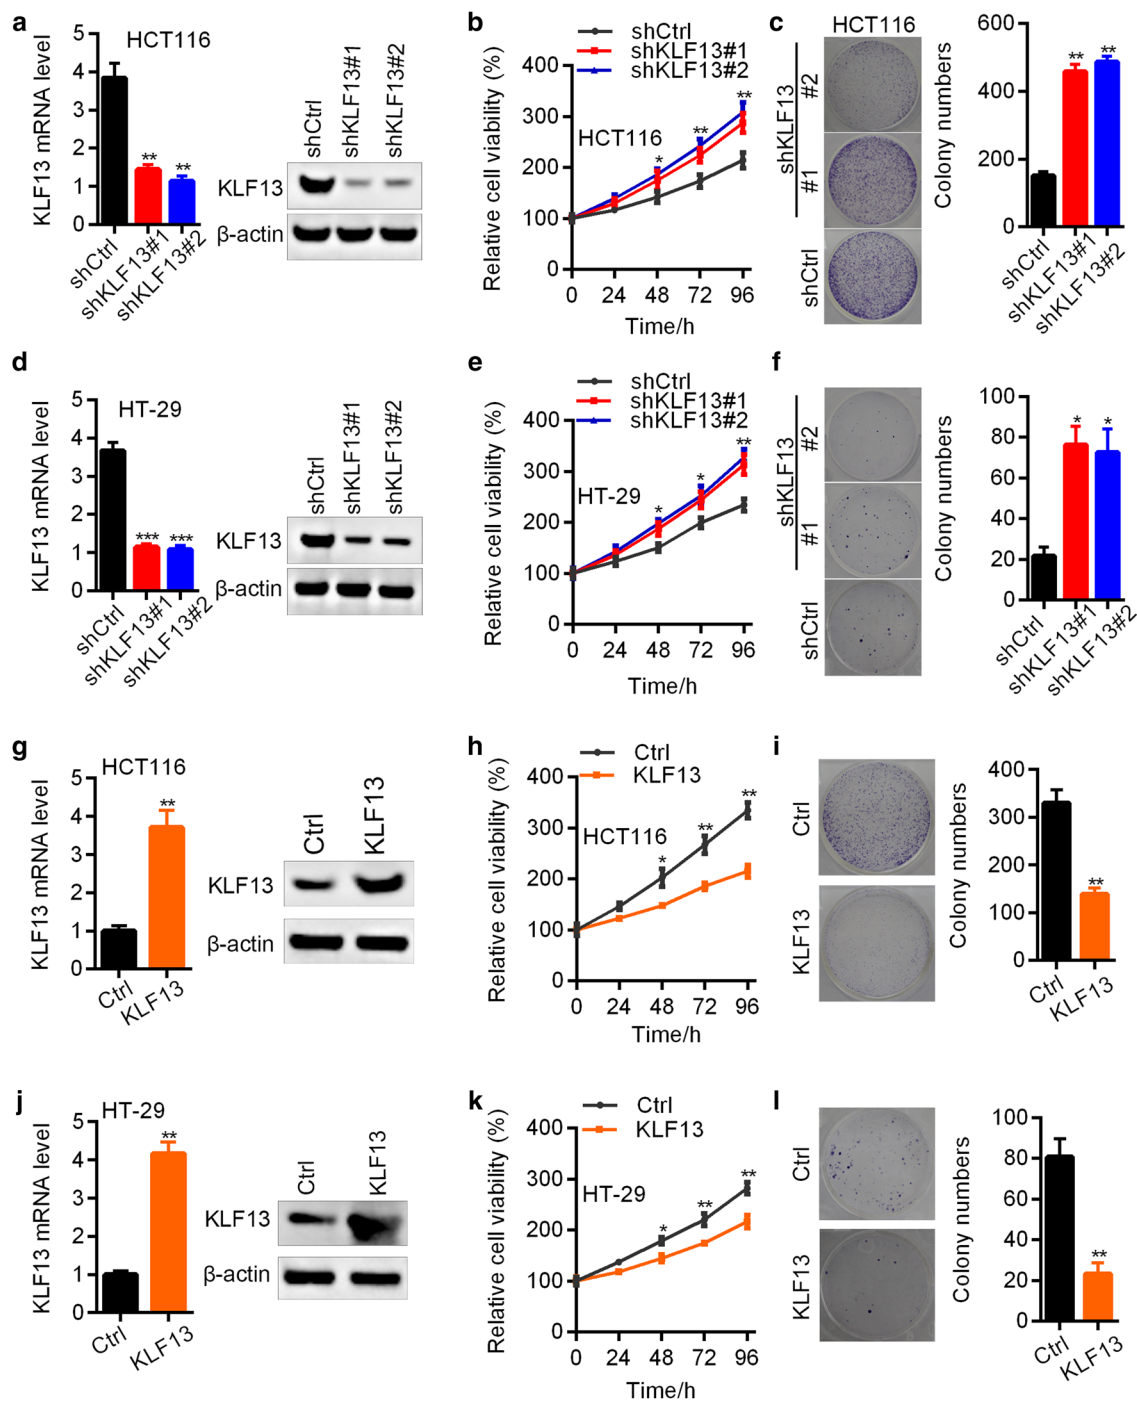 a
HCT116
KLF13 mRNA level
5
4
3
2
1
0
**
**
shCtrl
shKLF13#1
shKLF13#2
shCtrl
shKLF13#1
shKLF13#2
KLF13
β-actin
b
shCtrl
shKLF13#1
shKLF13#2
Relative cell viability (%)
400
300
200
100
0
HCT116
*
**
**
0 24 48 72 96
Time/h
c
HCT116
shKLF13
#2
#1
shCtrl
Colony numbers
600
400
200
0
**
**
shCtrl
shKLF13#1
shKLF13#2
d
HT-29
KLF13 mRNA level
5
4
3
2
1
0
***
***
shCtrl
shKLF13#1
shKLF13#2
shCtrl
shKLF13#1
shKLF13#2
KLF13
β-actin
e
shCtrl
shKLF13#1
shKLF13#2
Relative cell viability (%)
400
300
200
100
0
HT-29
*
*
**
0 24 48 72 96
Time/h
f
shKLF13
#2
#1
shCtrl
Colony numbers
100
80
60
40
20
0
*
*
shCtrl
shKLF13#1
shKLF13#2
g
HCT116
KLF13 mRNA level
5
4
3
2
1
0
**
Ctrl
KLF13
Ctrl
KLF13
KLF13
β-actin
h
Ctrl
KLF13
Relative cell viability (%)
400
300
200
100
0
HCT116
*
**
**
0 24 48 72 96
Time/h
i
Ctrl
KLF13
Colony numbers
400
300
200
100
0
**
Ctrl
KLF13
j
HT-29
KLF13 mRNA level
5
4
3
2
1
0
**
Ctrl
KLF13
Ctrl
KLF13
KLF13
β-actin
k
Ctrl
KLF13
Relative cell viability (%)
400
300
200
100
0
HT-29
*
**
**
0 24 48 72 96
Time/h
l
Ctrl
KLF13
Colony numbers
100
80
60
40
20
0
**
Ctrl
KLF13